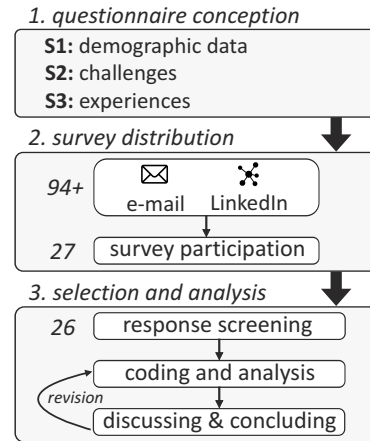 1. questionnaire conception
S1: demographic data
S2: challenges
S3: experiences
2. survey distribution
94+
e-mail LinkedIn
27 survey participation
3. selection and analysis
26 response screening
coding and analysis
revision
discussing & concluding